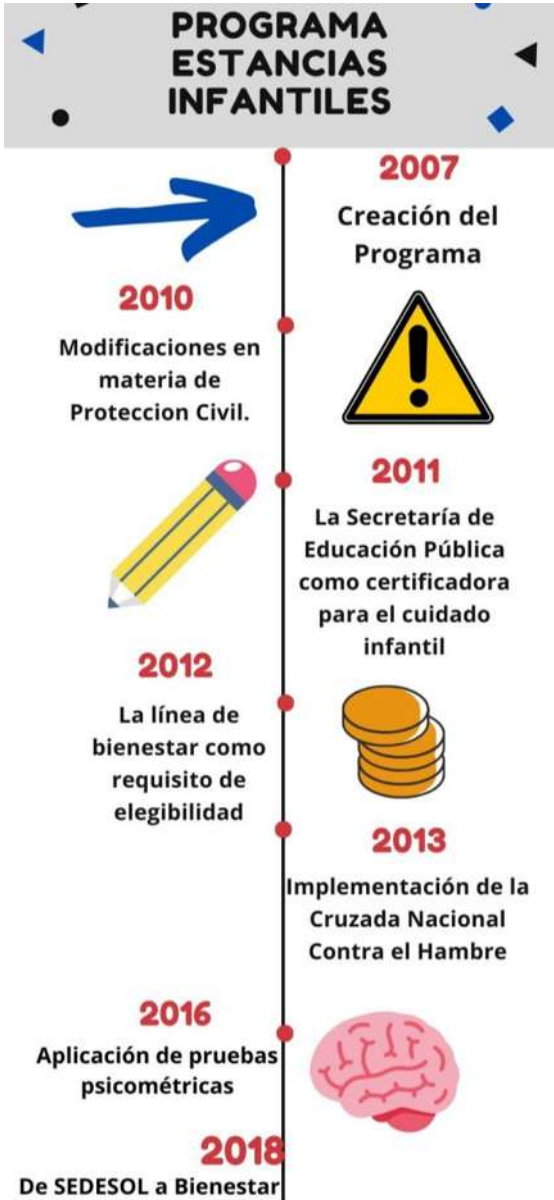 PROGRAMA
ESTANCIAS
INFANTILES
2007
Creación del
Programa
2010
Modificaciones en
materia de
Proteccion Civil.
2011
La Secretaría de
Educación Pública
como certificadora
para el cuidado
infantil
2012
La línea de
bienestar como
requisito de
elegibilidad
2013
Implementación de la
Cruzada Nacional
Contra el Hambre
2016
Aplicación de pruebas
psicométricas
2018
De SEDESOL a Bienestar